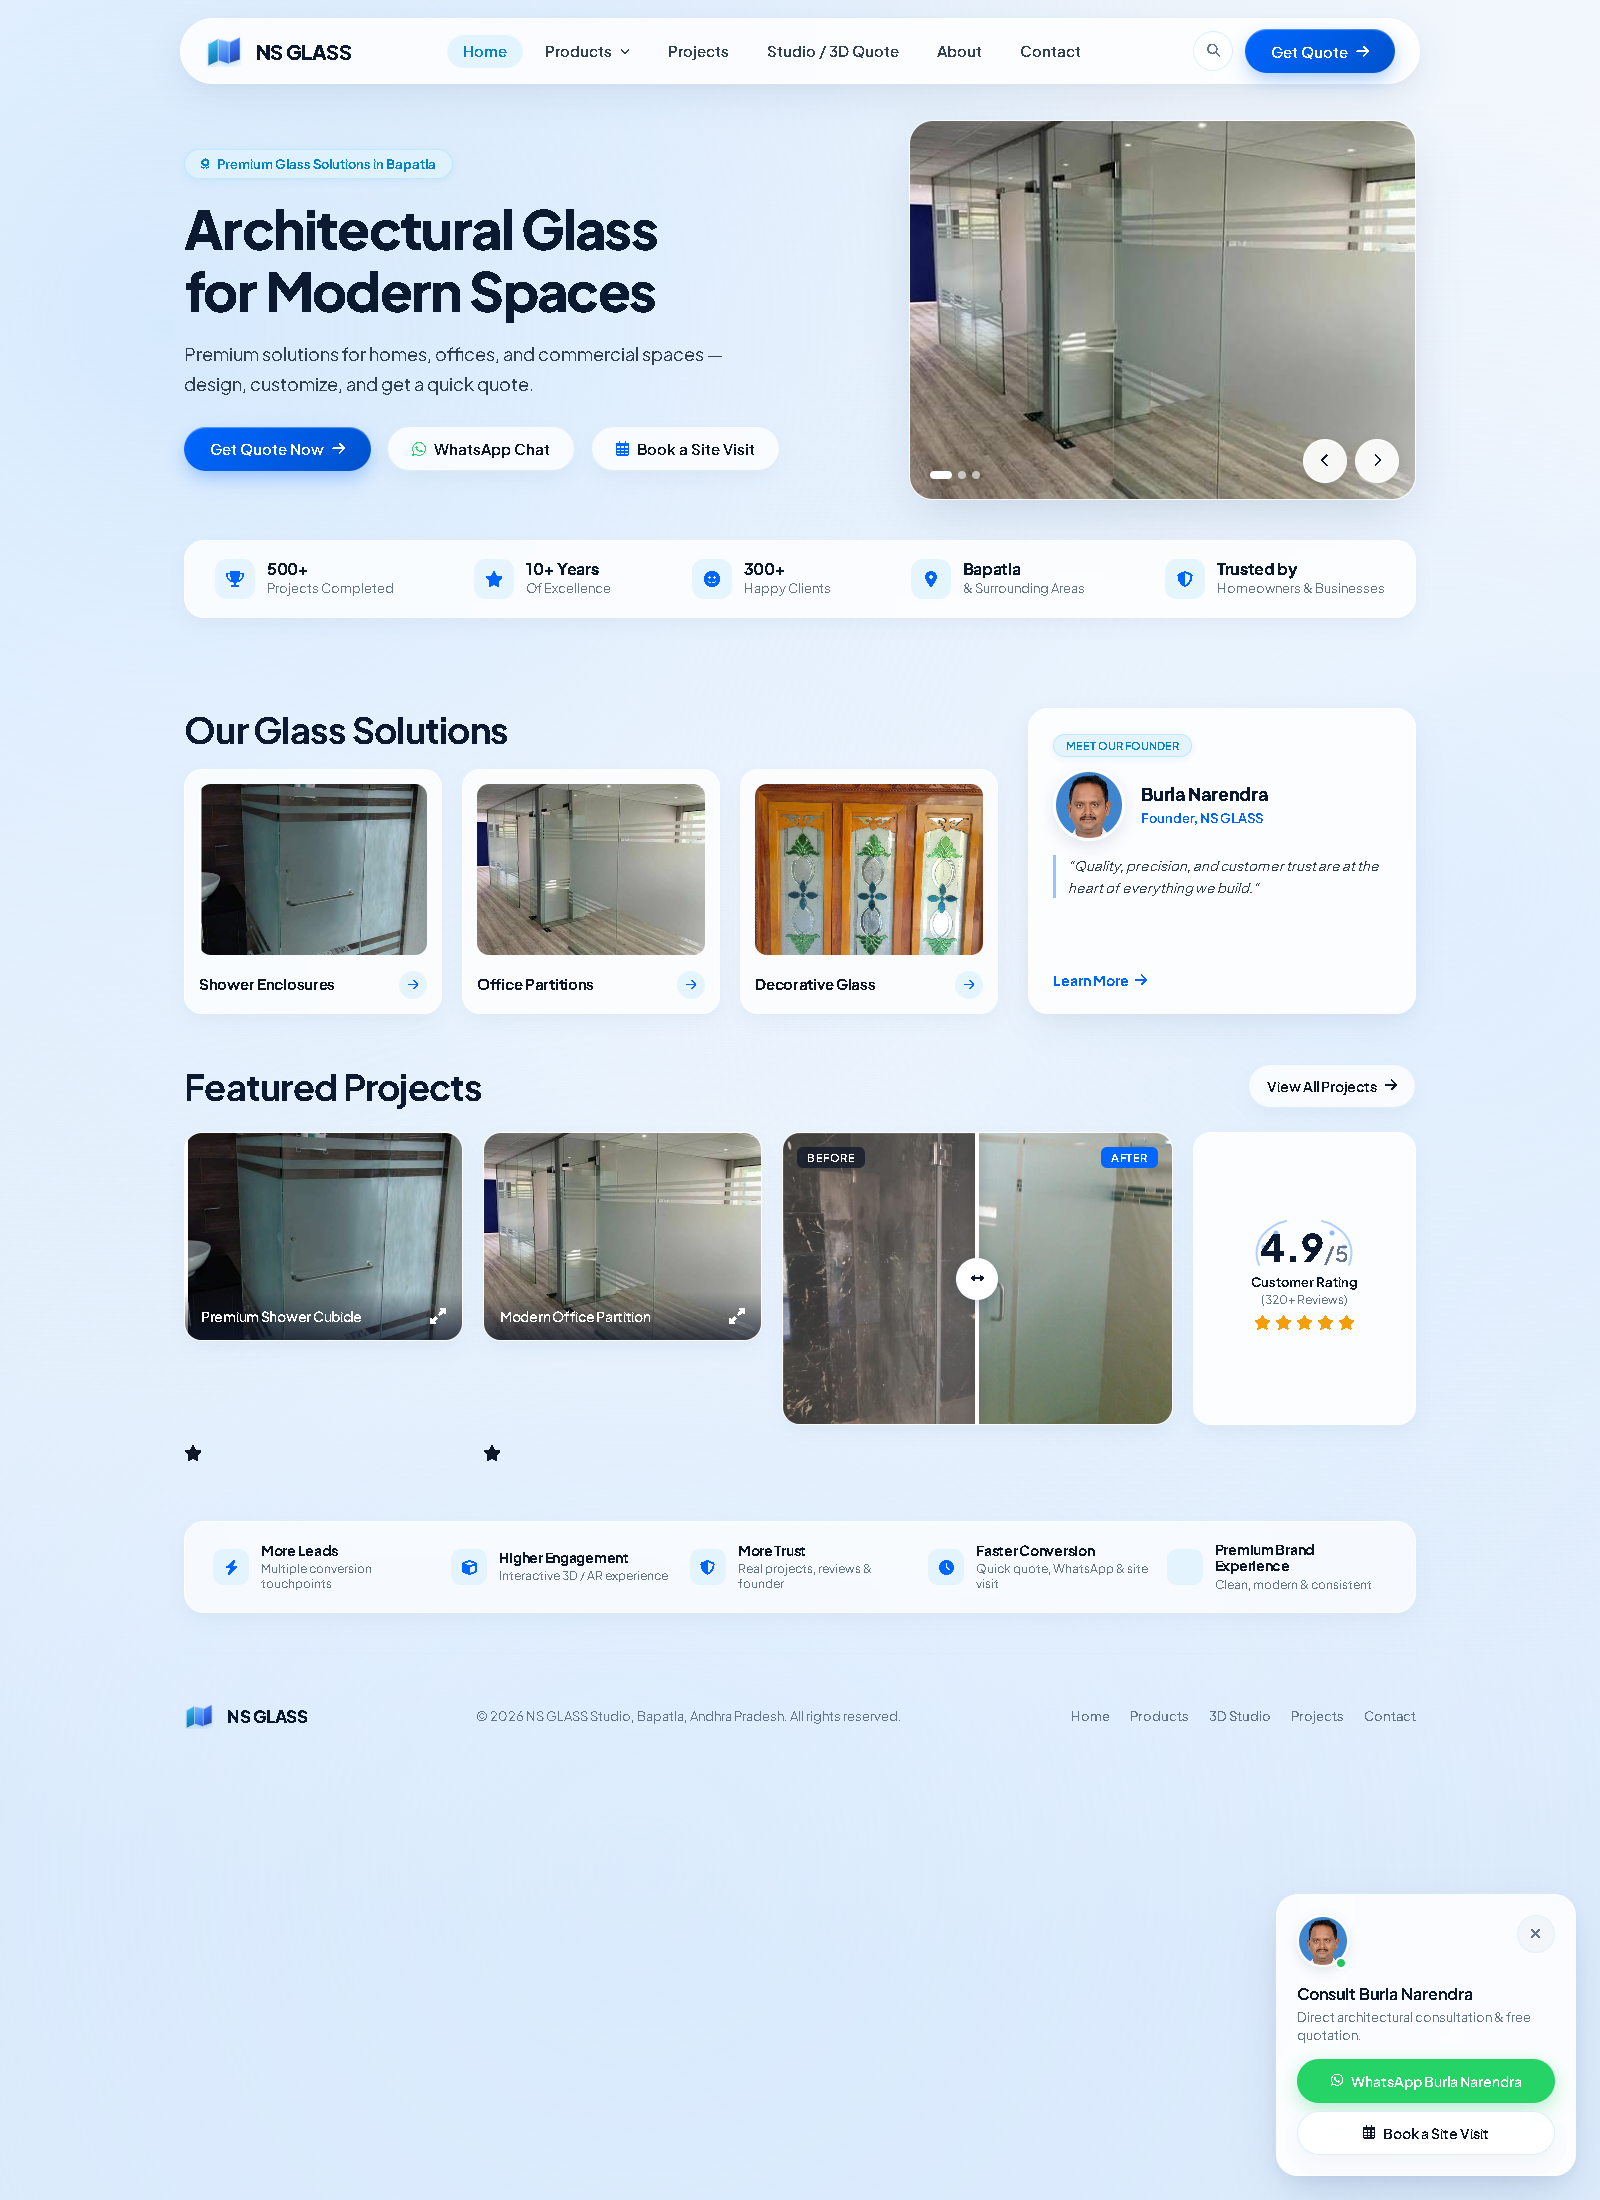 NS GLASS
Home
Products
Projects
Studio / 3D Quote
About
Contact
Get Quote
Premium Glass Solutions in Bapatla
Architectural Glass
for Modern Spaces
Premium solutions for homes, offices, and commercial spaces —
design, customize, and get a quick quote.
Get Quote Now
WhatsApp Chat
Book a Site Visit
500+
Projects Completed
10+ Years
Of Excellence
300+
Happy Clients
Bapatla
& Surrounding Areas
Trusted by
Homeowners & Businesses
Our Glass Solutions
Shower Enclosures
Office Partitions
Decorative Glass
MEET OUR FOUNDER
Burla Narendra
Founder, NS GLASS
"Quality, precision, and customer trust are at the
heart of everything we build."
Learn More
Featured Projects
View All Projects
Premium Shower Cubicle
Modern Office Partition
BEFORE
AFTER
4.9/5
Customer Rating
(320+ Reviews)
More Leads
Multiple conversion
touchpoints
Higher Engagement
Interactive 3D / AR experience
More Trust
Real projects, reviews &
founder
Faster Conversion
Quick quote, WhatsApp & site
visit
Premium Brand
Experience
Clean, modern & consistent
NS GLASS
© 2026 NS GLASS Studio, Bapatla, Andhra Pradesh. All rights reserved.
Home
Products
3D Studio
Projects
Contact
Consult Burla Narendra
Direct architectural consultation & free
quotation.
WhatsApp Burla Narendra
Book a Site Visit